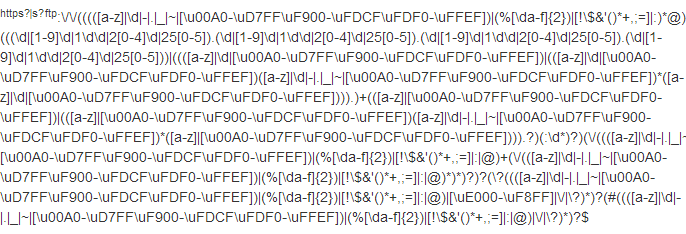 https?|s?ftp:\/\/(((([a-z]|\d|-|.|_|~|[\u00A0-\uD7FF\uF900-\uFDCF\uFDF0-\uFFEF])|(%[\da-f]{2})|[!\$&'()*+,;=]|:)*@)
(((\d|[1-9]\d|1\d\d|2[0-4]\d|25[0-5]).(\d|[1-9]\d|1\d\d|2[0-4]\d|25[0-5]).(\d|[1-9]\d|1\d\d|2[0-4]\d|25[0-5]).(\d|[1-
9]\d|1\d\d|2[0-4]\d|25[0-5]))|((([a-z]|\d|[\u00A0-\uD7FF\uF900-\uFDCF\uFDF0-\uFFEF])|(([a-z]|\d|[\u00A0-
\uD7FF\uF900-\uFDCF\uFDF0-\uFFEF])([a-z]|\d|-|.|_|~|[\u00A0-\uD7FF\uF900-\uFDCF\uFDF0-\uFFEF])*([a-
z]|\d|[\u00A0-\uD7FF\uF900-\uFDCF\uFDF0-\uFFEF]))).)+(([a-z]|[\u00A0-\uD7FF\uF900-\uFDCF\uFDF0-
\uFFEF])|(([a-z]|[\u00A0-\uD7FF\uF900-\uFDCF\uFDF0-\uFFEF])([a-z]|\d|-|.|_|~|[\u00A0-\uD7FF\uF900-
\uFDCF\uFDF0-\uFFEF])*([a-z]|[\u00A0-\uD7FF\uF900-\uFDCF\uFDF0-\uFFEF]))).?)(:\d*)?)(\/((([a-z]|\d|-|.|_|~|
[\u00A0-\uD7FF\uF900-\uFDCF\uFDF0-\uFFEF])|(%[\da-f]{2})|[!\$&'()*+,;=]|:|@)+(\/(([a-z]|\d|-|.|_|~|[\u00A0-
\uD7FF\uF900-\uFDCF\uFDF0-\uFFEF])|(%[\da-f]{2})|[!\$&'()*+,;=]|:|@)*)*)?)?(\?((([a-z]|\d|-|.|_|~|[\u00A0-
\uD7FF\uF900-\uFDCF\uFDF0-\uFFEF])|(%[\da-f]{2})|[!\$&'()*+,;=]|:|@)|[\uE000-\uF8FF]|\/|\?)*)?(#((([a-z]|\d|-
|.|_|~|[\u00A0-\uD7FF\uF900-\uFDCF\uFDF0-\uFFEF])|(%[\da-f]{2})|[!\$&'()*+,;=]|:|@)|\/|\?)*)?$